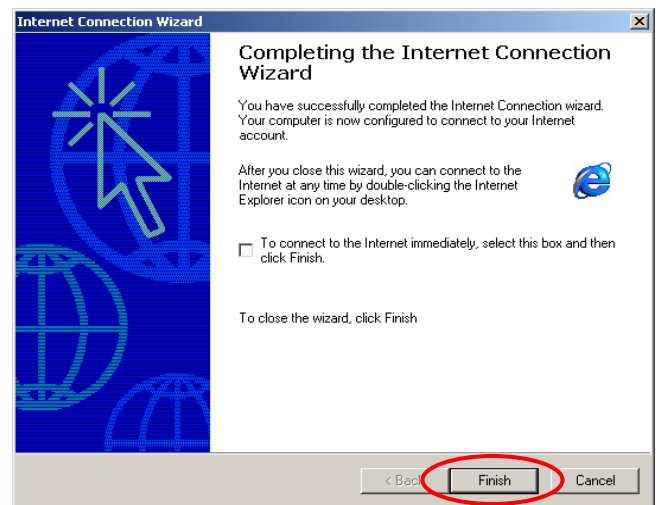 Internet Connection Wizard
Completing the Internet Connection
Wizard
You have successfully completed the Internet Connection wizard.
Your computer is now configured to connect to your Internet
account.
After you close this wizard, you can connect to the
Internet at any time by double-clicking the Internet
Explorer icon on your desktop.
To connect to the Internet immediately, select this box and then
click Finish.
To close the wizard, click Finish
< Back Finish Cancel